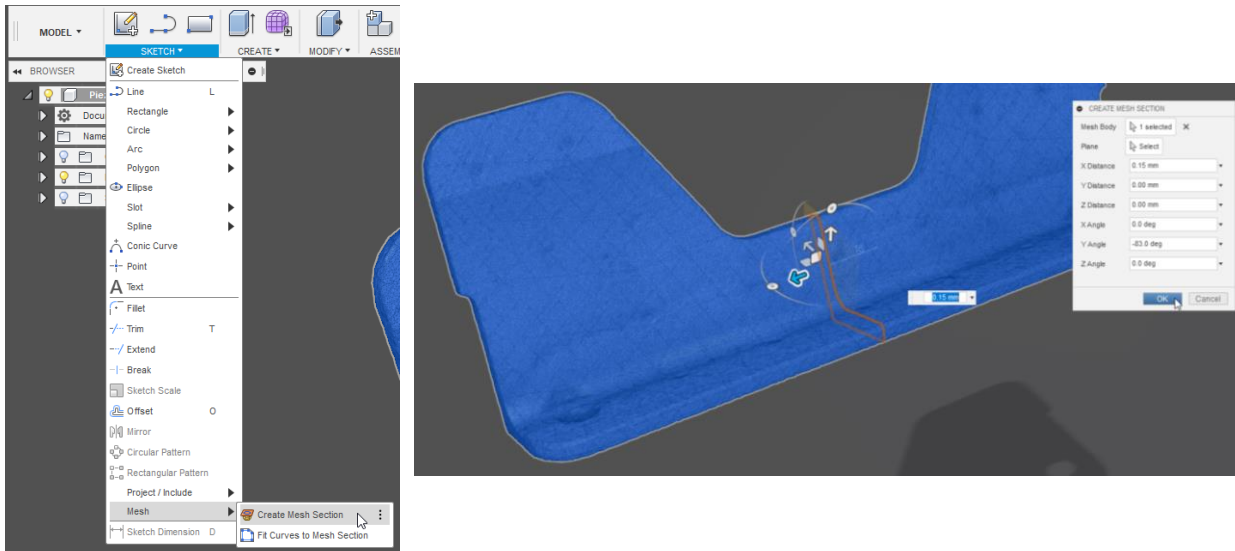 MODEL
SKETCH
CREATE
MODIFY
ASSEM
BROWSER
Create Sketch
Line L
Rectangle
Circle
Arc
Polygon
Ellipse
Slot
Spline
Conic Curve
Point
Text
Fillet
Trim T
Extend
Break
Sketch Scale
Offset O
Mirror
Circular Pattern
Rectangular Pattern
Project / Include
Mesh
Sketch Dimension D
Pie
Docu
Name
Create Mesh Section
Fit Curves to Mesh Section
CREATE MESH SECTION
Mesh Body 1 selected
Plane Select
X Distance 0.15 mm
Y Distance 0.00 mm
Z Distance 0.00 mm
X Angle 0.0 deg
Y Angle -83.0 deg
Z Angle 0.0 deg
OK Cancel
0.15 mm